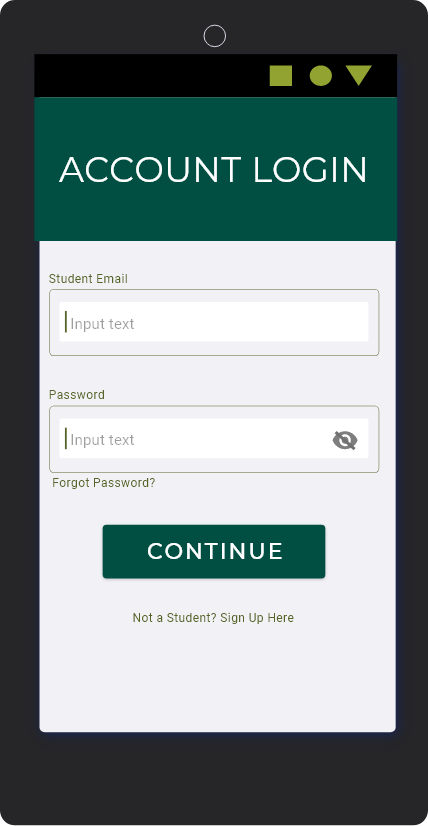 ACCOUNT LOGIN
Student Email
Input text
Password
Input text
Forgot Password?
CONTINUE
Not a Student? Sign Up Here